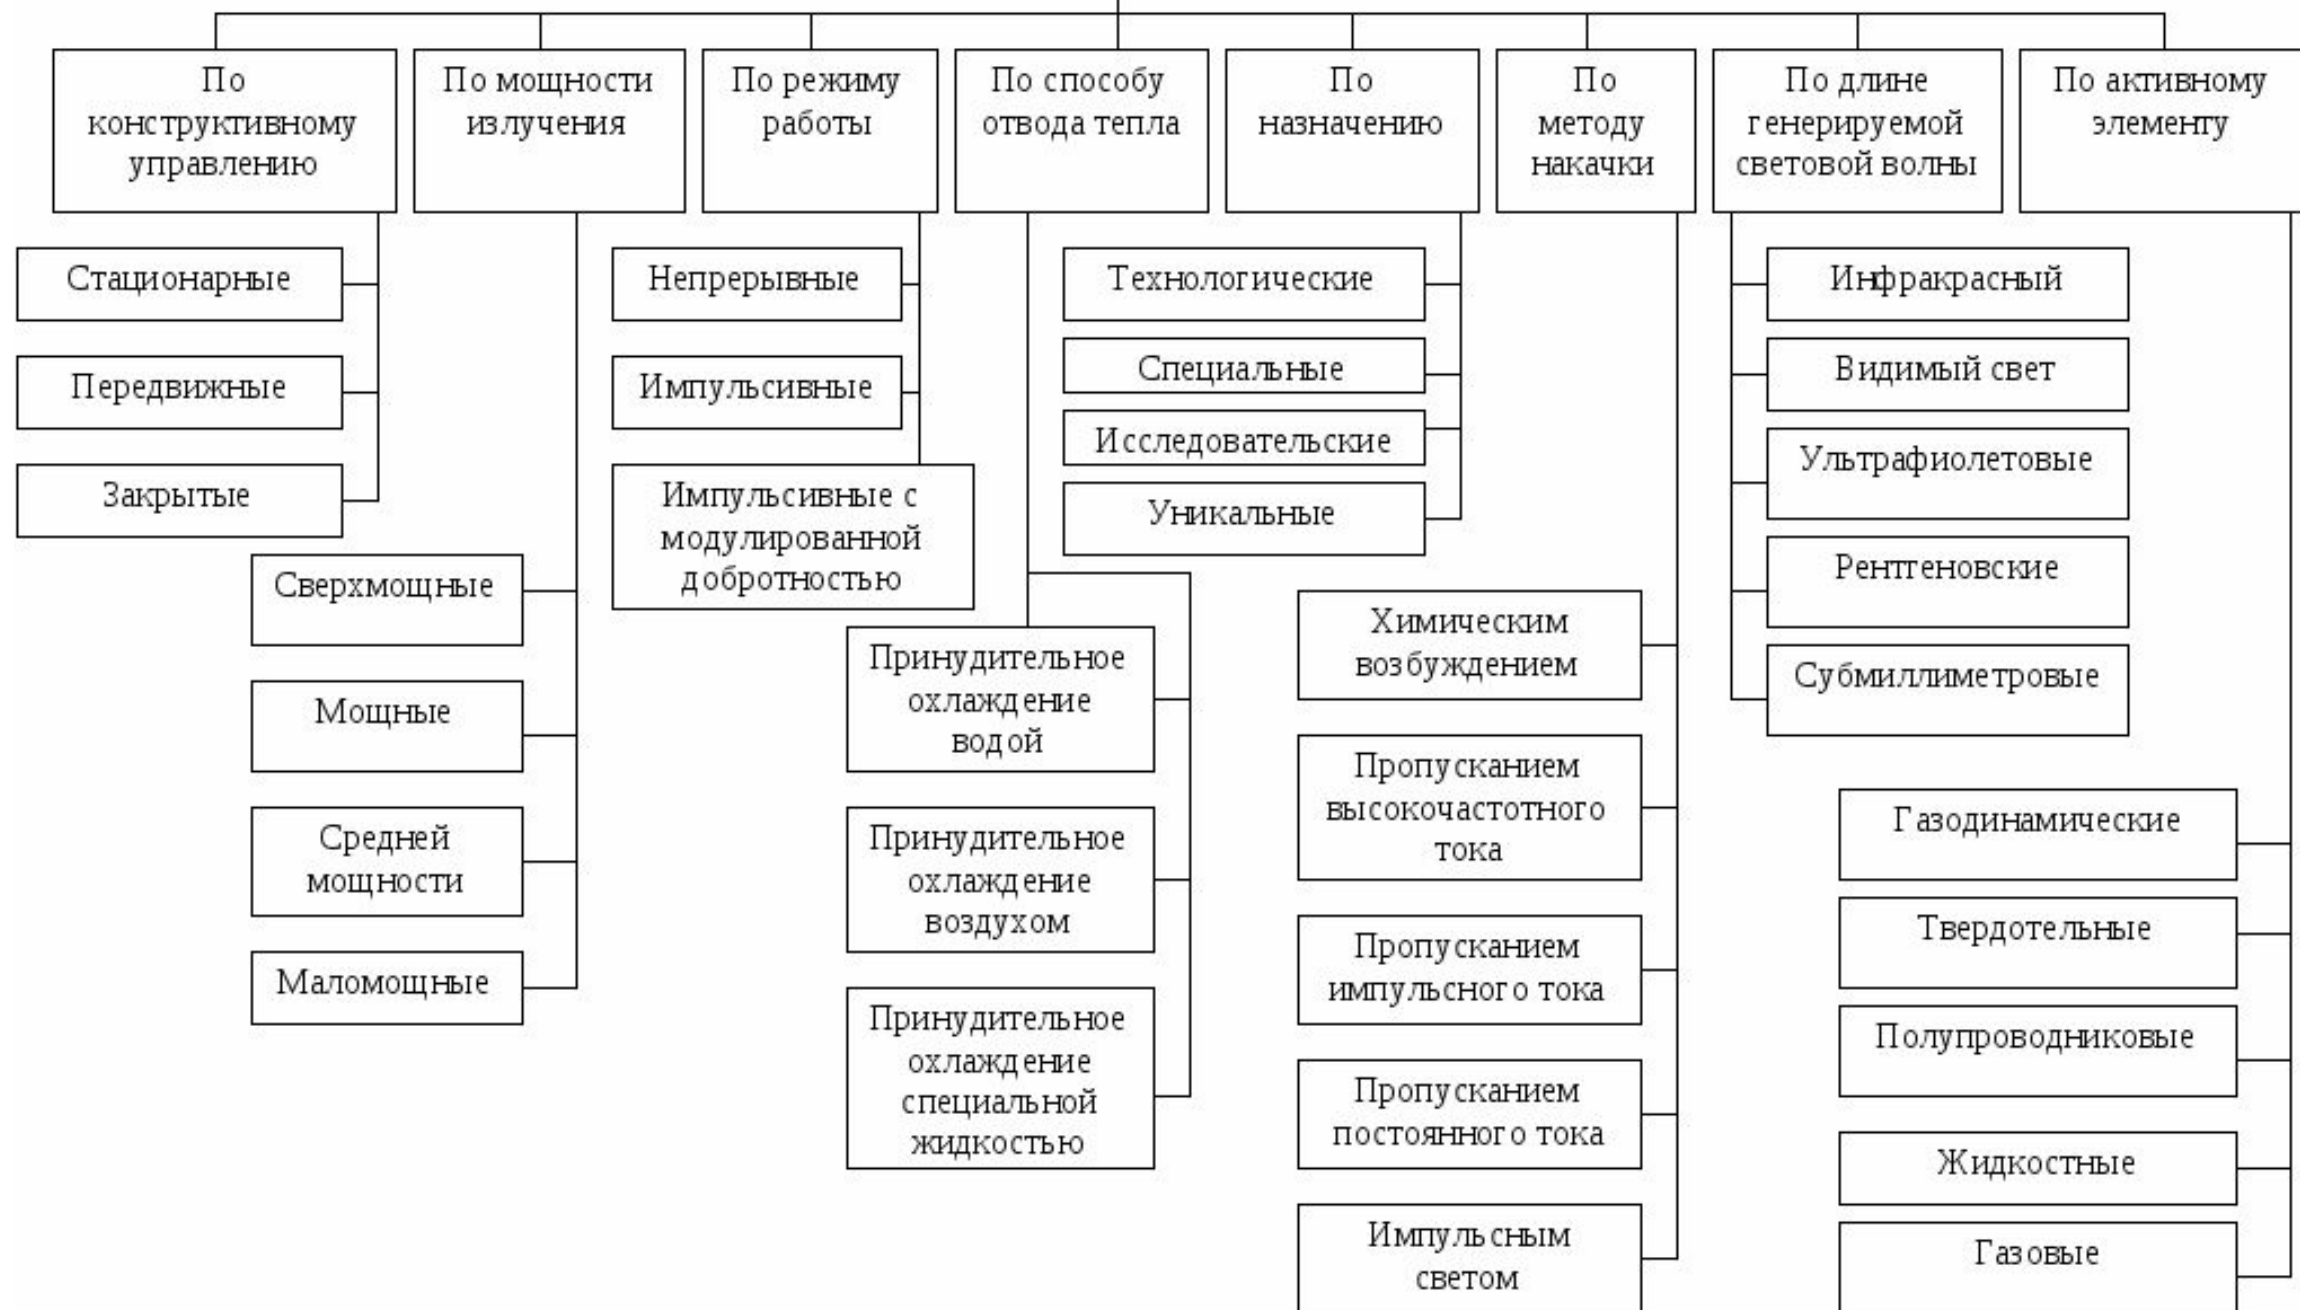 По
конструктивному
управлению
По мощности
излучения
По режиму
работы
По способу
отвода тепла
По
назначению
По
методу
накачки
По длине
генерируемой
световой волны
По активному
элементу
Стационарные
Передвижные
Закрытые
Сверхмощные
Мощные
Средней
мощности
Маломощные
Непрерывные
Импульсивные
Импульсивные с
модулированной
добротностью
Принудительное
охлаждение
водой
Принудительное
охлаждение
воздухом
Принудительное
охлаждение
специальной
жидкостью
Технологические
Специальные
Исследовательские
Уникальные
Химическим
возбуждением
Пропусканием
высокочастотного
тока
Пропусканием
импульсного тока
Пропусканием
постоянного тока
Импульсным
светом
Инфракрасный
Видимый свет
Ультрафиолетовые
Рентгеновские
Субмиллиметровые
Газодинамические
Твердотельные
Полупроводниковые
Жидкостные
Газовые